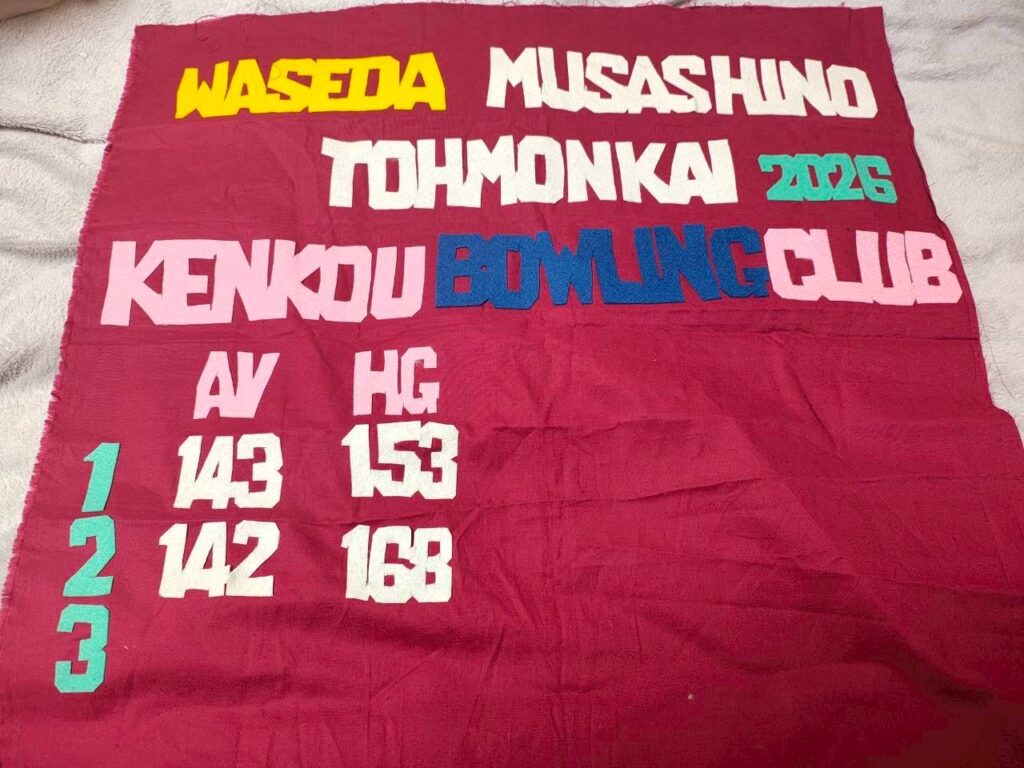 WASEDA MUSASHINO
TOHMONKAI 2026
KENKOU BOWLING CLUB
AV HG
1 143 153
2 142 168
3